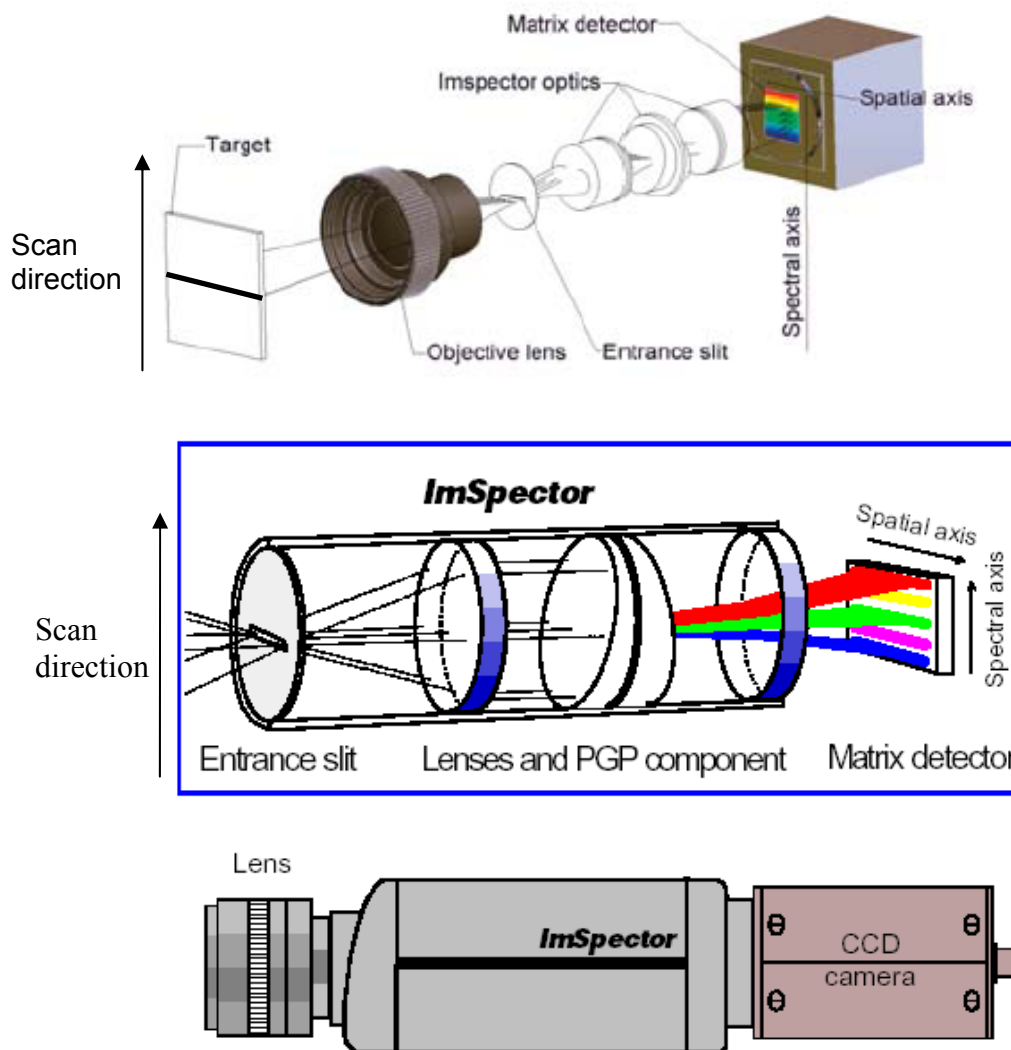 Matrix detector
Imspector optics
Spatial axis
Target
Scan
direction
Spectral axis
Objective lens
Entrance slit
ImSpector
Spatial axis
Spectral axis
Scan
direction
Entrance slit
Lenses and PGP component
Matrix detector
Lens
ImSpector
CCD
camera